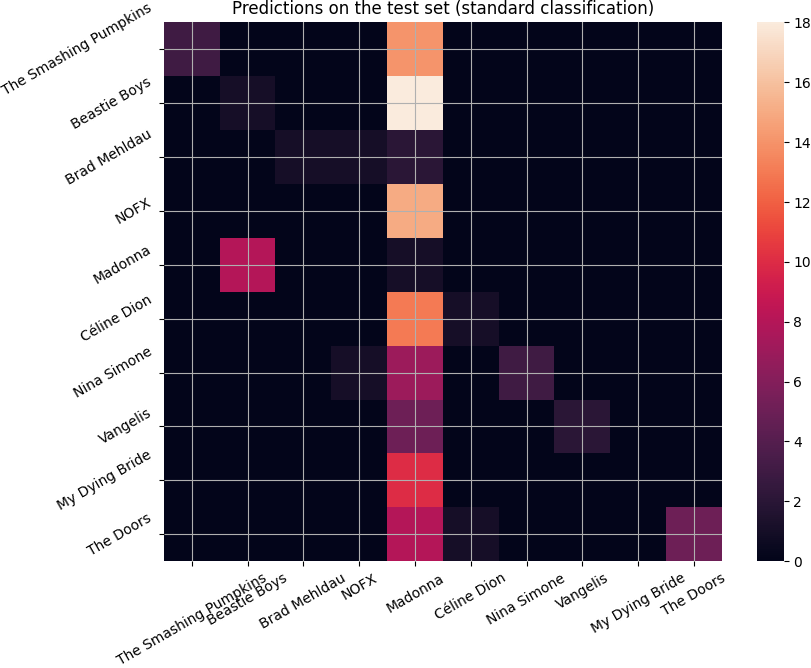 Predictions on the test set (standard classification)
The Smashing Pumpkins
Beastie Boys
Brad Mehldau
NOFX
Madonna
Céline Dion
Nina Simone
Vangelis
My Dying Bride
The Doors
The Smashing Pumpkins
Beastie Boys
Brad Mehldau
NOFX
Madonna
Céline Dion
Nina Simone
Vangelis
My Dying Bride
The Doors
18
16
14
12
10
8
6
4
2
0